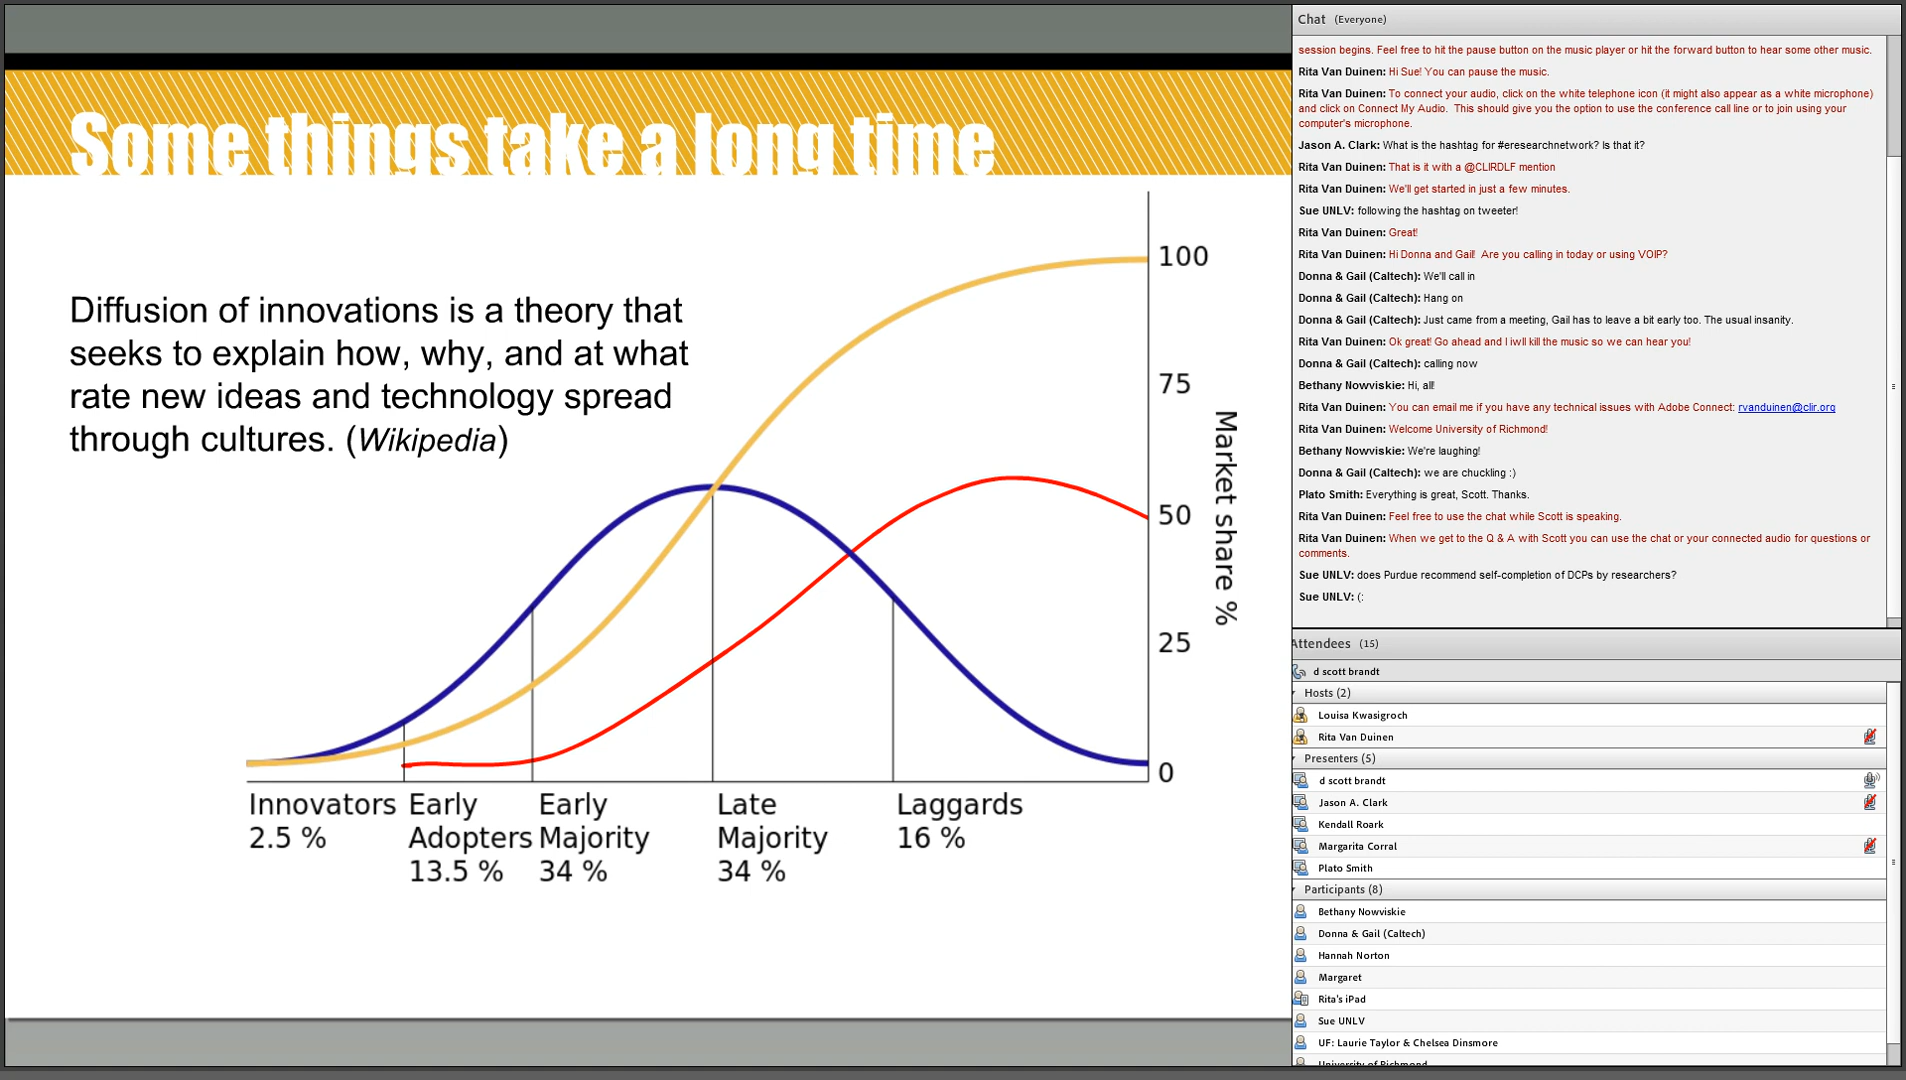 Some things take a long time
Diffusion of innovations is a theory that
seeks to explain how, why, and at what
rate new ideas and technology spread
through cultures. (Wikipedia)
100
75
50
25
0
Market share %
Innovators
2.5 %
Early
Adopters
13.5 %
Early
Majority
34 %
Late
Majority
34 %
Laggards
16 %
Chat (Everyone)
session begins. Feel free to hit the pause button on the music player or hit the forward button to hear some other music.
Rita Van Duinen: Hi Sue! You can pause the music.
Rita Van Duinen: To connect your audio, click on the white telephone icon (it might also appear as a white microphone)
and click on Connect My Audio. This should give you the option to use the conference call line or to join using your
computer's microphone.
Jason A. Clark: What is the hashtag for #eresearchnetwork? Is that it?
Rita Van Duinen: That is it with a @CLIRDLF mention
Rita Van Duinen: We'll get started in just a few minutes.
Sue UNLV: following the hashtag on tweeter!
Rita Van Duinen: Great!
Rita Van Duinen: Hi Donna and Gail! Are you calling in today or using VOIP?
Donna & Gail (Caltech): We'll call in
Donna & Gail (Caltech): Hang on
Donna & Gail (Caltech): Just came from a meeting, Gail has to leave a bit early too. The usual insanity.
Rita Van Duinen: Ok great! Go ahead and I iwll kill the music so we can hear you!
Donna & Gail (Caltech): calling now
Bethany Nowviskie: Hi, all!
Rita Van Duinen: You can email me if you have any technical issues with Adobe Connect: rvanduinen@clir.org
Rita Van Duinen: Welcome University of Richmond!
Bethany Nowviskie: We're laughing!
Donna & Gail (Caltech): we are chuckling :)
Plato Smith: Everything is great, Scott. Thanks.
Rita Van Duinen: Feel free to use the chat while Scott is speaking.
Rita Van Duinen: When we get to the Q & A with Scott you can use the chat or your connected audio for questions or
comments.
Sue UNLV: does Purdue recommend self-completion of DCPs by researchers?
Sue UNLV: (:
Attendees (15)
d scott brandt
Hosts (2)
Louisa Kwasigroch
Rita Van Duinen
Presenters (5)
d scott brandt
Jason A. Clark
Kendall Roark
Margarita Corral
Plato Smith
Participants (8)
Bethany Nowviskie
Donna & Gail (Caltech)
Hannah Norton
Margaret
Rita's iPad
Sue UNLV
UF: Laurie Taylor & Chelsea Dinsmore
University of Richmond